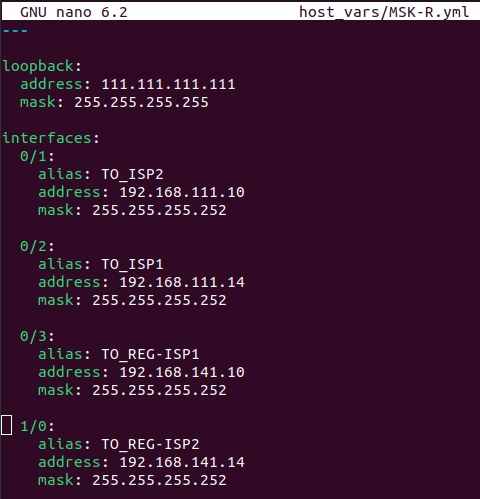 GNU nano 6.2 host_vars/MSK-R.yml
---
loopback:
  address: 111.111.111.111
  mask: 255.255.255.255
interfaces:
  0/1:
    alias: TO_ISP2
    address: 192.168.111.10
    mask: 255.255.255.252
  0/2:
    alias: TO_ISP1
    address: 192.168.111.14
    mask: 255.255.255.252
  0/3:
    alias: TO_REG-ISP1
    address: 192.168.141.10
    mask: 255.255.255.252
  1/0:
    alias: TO_REG-ISP2
    address: 192.168.141.14
    mask: 255.255.255.252